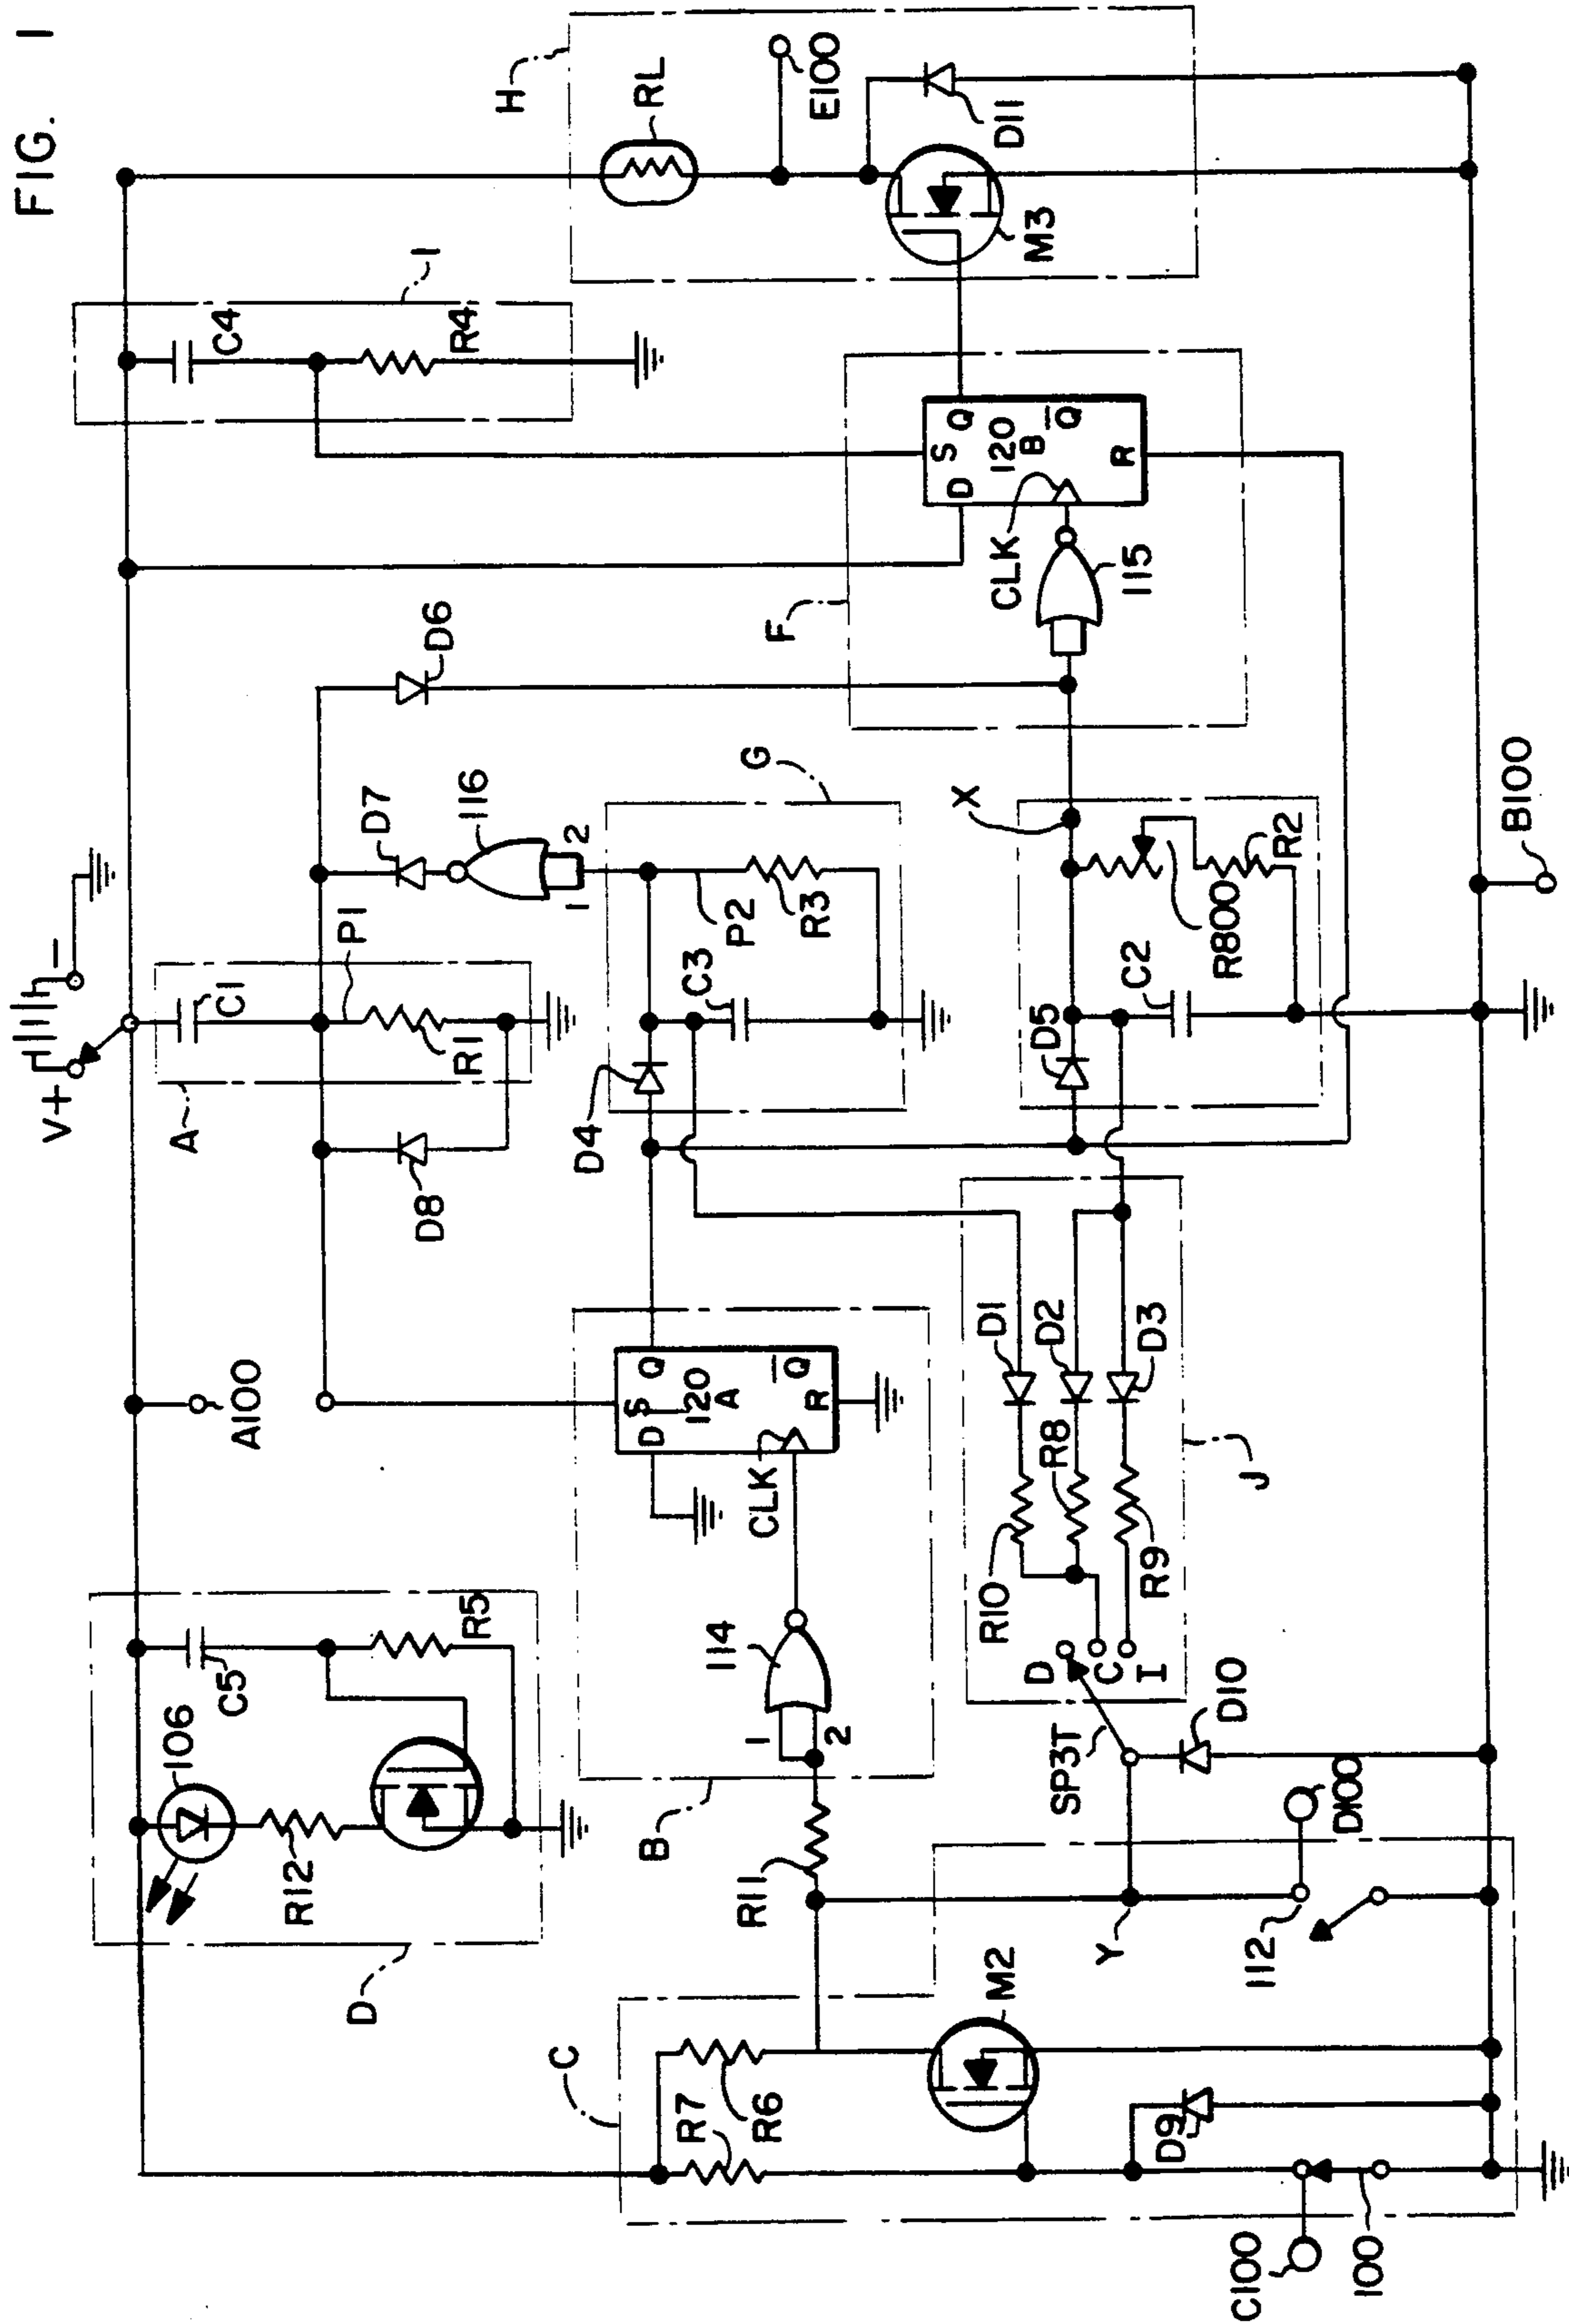 FIG. 1
H
RL
E100
D11
M3
I
C4
R4
F
S
D
Q
120
B
Q
R
CLK
115
D6
G
D7
116
1
2
P2
R3
C3
D4
X
R800
R2
C2
D5
V+
–
A
C1
P1
R1
D8
A100
S
D
Q
120
A
Q
R
CLK
114
1
2
B
R11
D
106
C5
R5
R12
D1
D2
D3
R10
R8
R9
D
C
I
J
SP3T
D10
D100
112
Y
C
M2
R7
R6
D9
C100
100
B100